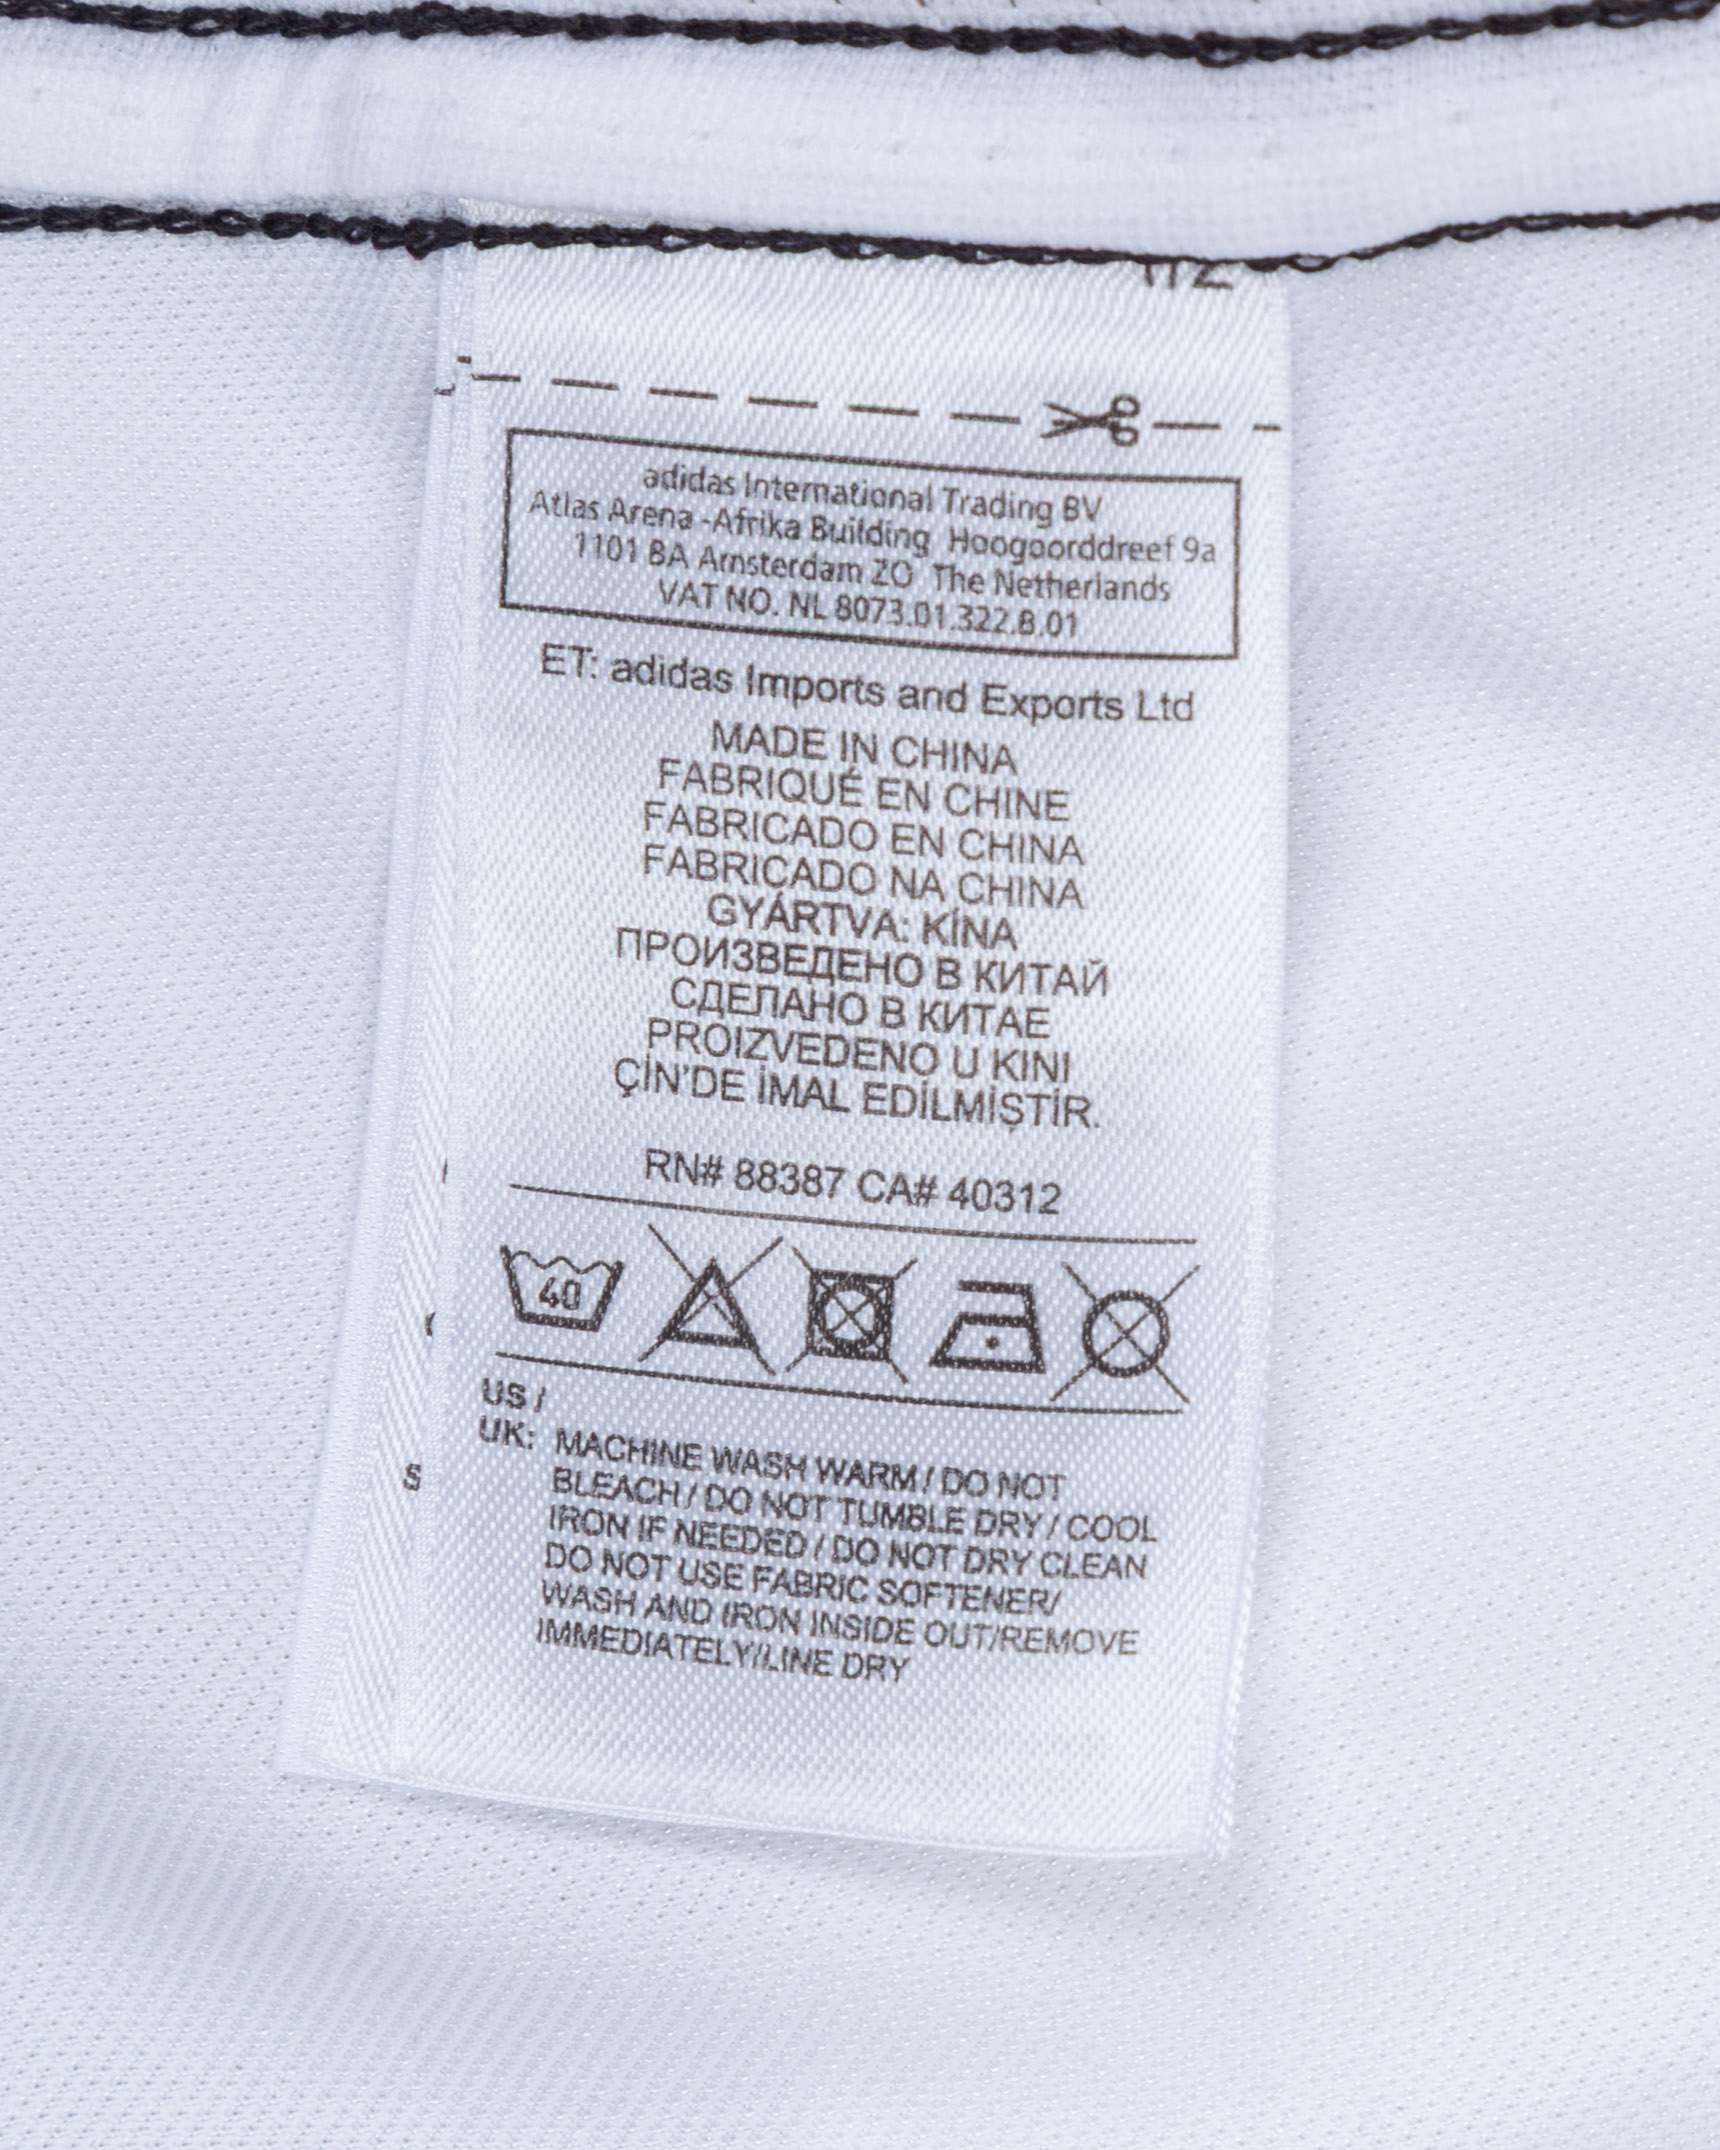 adidas International Trading BV
Atlas Arena -Afrika Building Hoogoorddreef 9a
1101 BA Amsterdam ZO The Netherlands
VAT NO. NL 8073.01.322.B.01
ET: adidas Imports and Exports Ltd
MADE IN CHINA
FABRIQUÉ EN CHINE
FABRICADO EN CHINA
FABRICADO NA CHINA
GYÁRTVA: KÍNA
ПРОИЗВЕДЕНО В КИТАЙ
СДЕЛАНО В КИТАЕ
PROIZVEDENO U KINI
ÇİN'DE İMAL EDİLMİŞTİR.
RN# 88387 CA# 40312
40
US /
UK: MACHINE WASH WARM / DO NOT
BLEACH / DO NOT TUMBLE DRY / COOL
IRON IF NEEDED / DO NOT DRY CLEAN
DO NOT USE FABRIC SOFTENER/
WASH AND IRON INSIDE OUT/REMOVE
IMMEDIATELY/LINE DRY
S